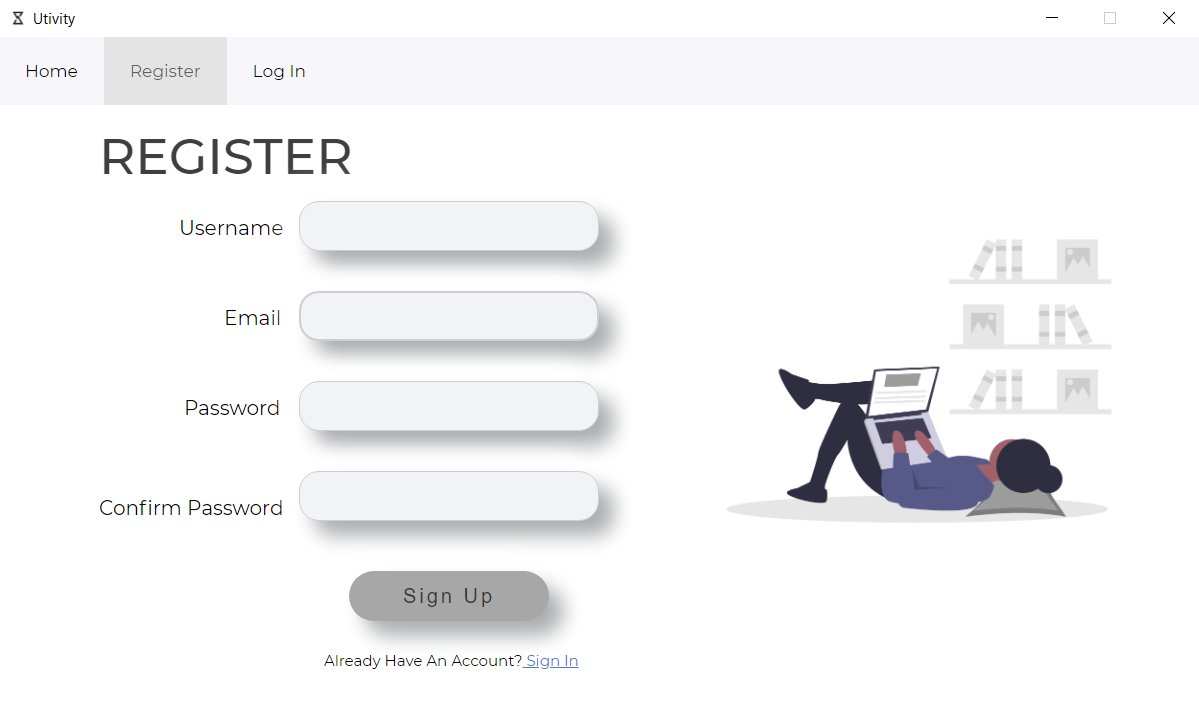 Utivity
Home Register Log In
REGISTER
Username
Email
Password
Confirm Password
Sign Up
Already Have An Account? Sign In